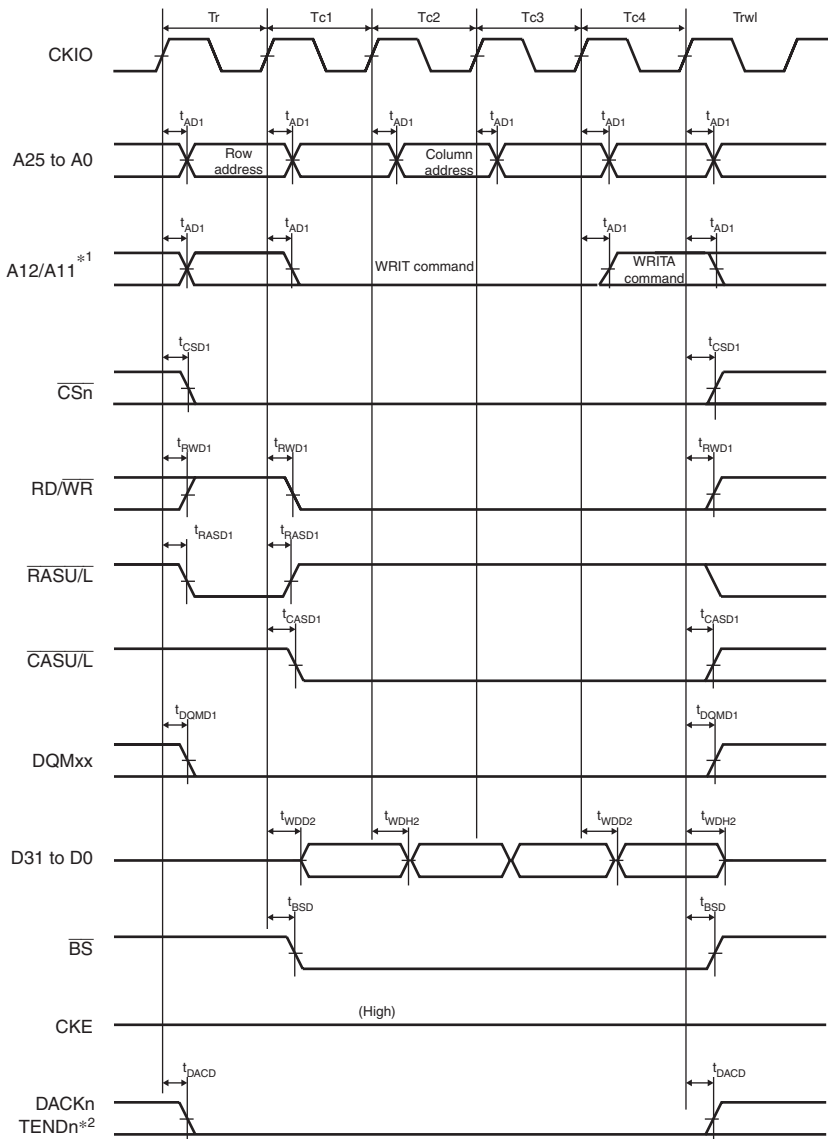 Tr Tc1 Tc2 Tc3 Tc4 Trwl
CKIO
tAD1 tAD1 tAD1 tAD1 tAD1 tAD1
A25 to A0
Row
address
Column
address
tAD1 tAD1 tAD1 tAD1
A12/A11*1
WRIT command
WRITA
command
tCSD1 tCSD1
CSn
tRWD1 tRWD1 tRWD1
RD/WR
tRASD1 tRASD1
RASU/L
tCASD1 tCASD1
CASU/L
tDQMD1 tDQMD1
DQMxx
tWDD2 tWDH2 tWDD2 tWDH2
D31 to D0
tBSD tBSD
BS
(High)
CKE
tDACD tDACD
DACKn
TENDn*2